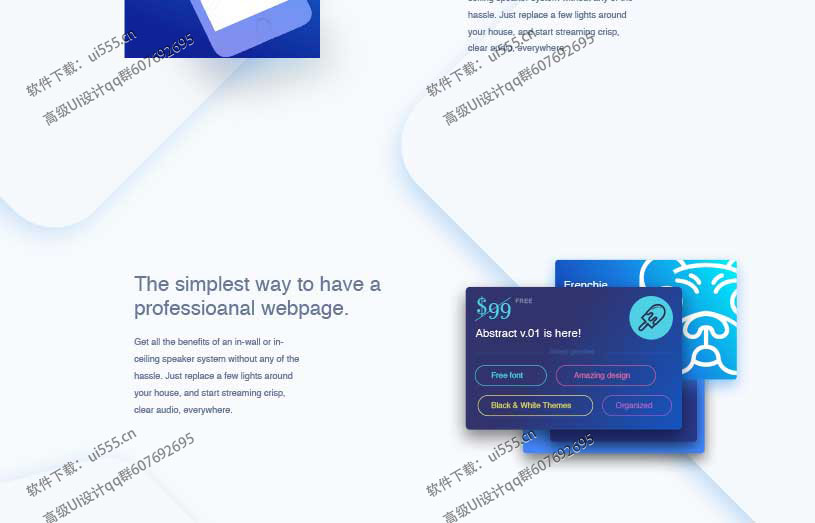 ceiling speaker system without any of the
hassle. Just replace a few lights around
your house, and start streaming crisp,
clear audio, everywhere.
软件下载：ui555.cn
高级UI设计qq群607692695
软件下载：ui555.cn
高级UI设计qq群607692695
The simplest way to have a
professioanal webpage.
Get all the benefits of an in-wall or in-
ceiling speaker system without any of the
hassle. Just replace a few lights around
your house, and start streaming crisp,
clear audio, everywhere.
Frenchie
$99 FREE
Abstract v.01 is here!
Free font
Amazing design
Black & White Themes
Organized
软件下载：ui555.cn
高级UI设计qq群607692695
软件下载：ui555.cn
高级UI设计qq群607692695